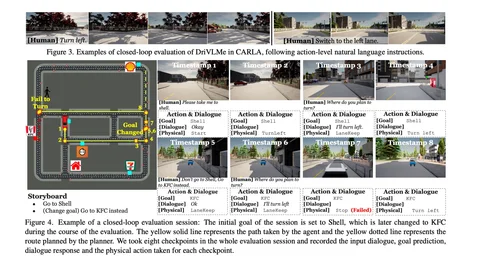 [Human] Turn left.
[Human] Switch to the left lane.
Figure 3. Examples of closed-loop evaluation of DriVLMe in CARLA, following action-level natural language instructions.
Fail to
Turn
Goal
Changed
Storyboard
• Go to Shell
• (Change goal) Go to KFC instead
Timestamp 1
Timestamp 2
Timestamp 3
Timestamp 4
[Human] Please take me to
shell.
[Human] Where do you plan to
turn?
Action & Dialogue
[Goal] Shell
[Dialogue] Okay
[Physical] Start
Action & Dialogue
[Goal] Shell
[Dialogue]
[Physical] TurnLeft
Action & Dialogue
[Goal] Shell
[Dialogue] I'll turn left.
[Physical] LaneKeep
Action & Dialogue
[Goal] Shell
[Dialogue]
[Physical] Turn left
Timestamp 5
Timestamp 6
Timestamp 7
Timestamp 8
[Human] Don't go to Shell, Go
to KFC instead.
[Human] Where do you plan to
turn?
Action & Dialogue
[Goal] KFC
[Dialogue] Ok
[Physical] LaneKeep
Action & Dialogue
[Goal] KFC
[Dialogue] I'll turn left
[Physical] LaneKeep
Action & Dialogue
[Goal] KFC
[Dialogue]
[Physical] Stop (Failed)
Action & Dialogue
[Goal] KFC
[Dialogue]
[Physical] Turn left
Figure 4. Example of a closed-loop evaluation session: The initial goal of the session is set to Shell, which is later changed to KFC
during the course of the evaluation. The yellow solid line represents the path taken by the agent and the yellow dotted line represents the
route planned by the planner. We took eight checkpoints in the whole evaluation session and recorded the input dialogue, goal prediction,
dialogue response and the physical action taken for each checkpoint.